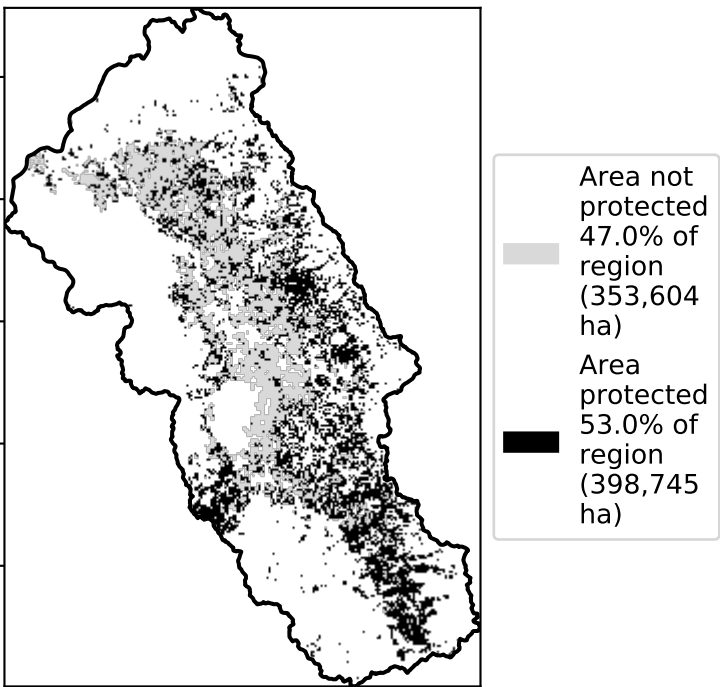 Area not
protected
47.0% of
region
(353,604
ha)
Area
protected
53.0% of
region
(398,745
ha)